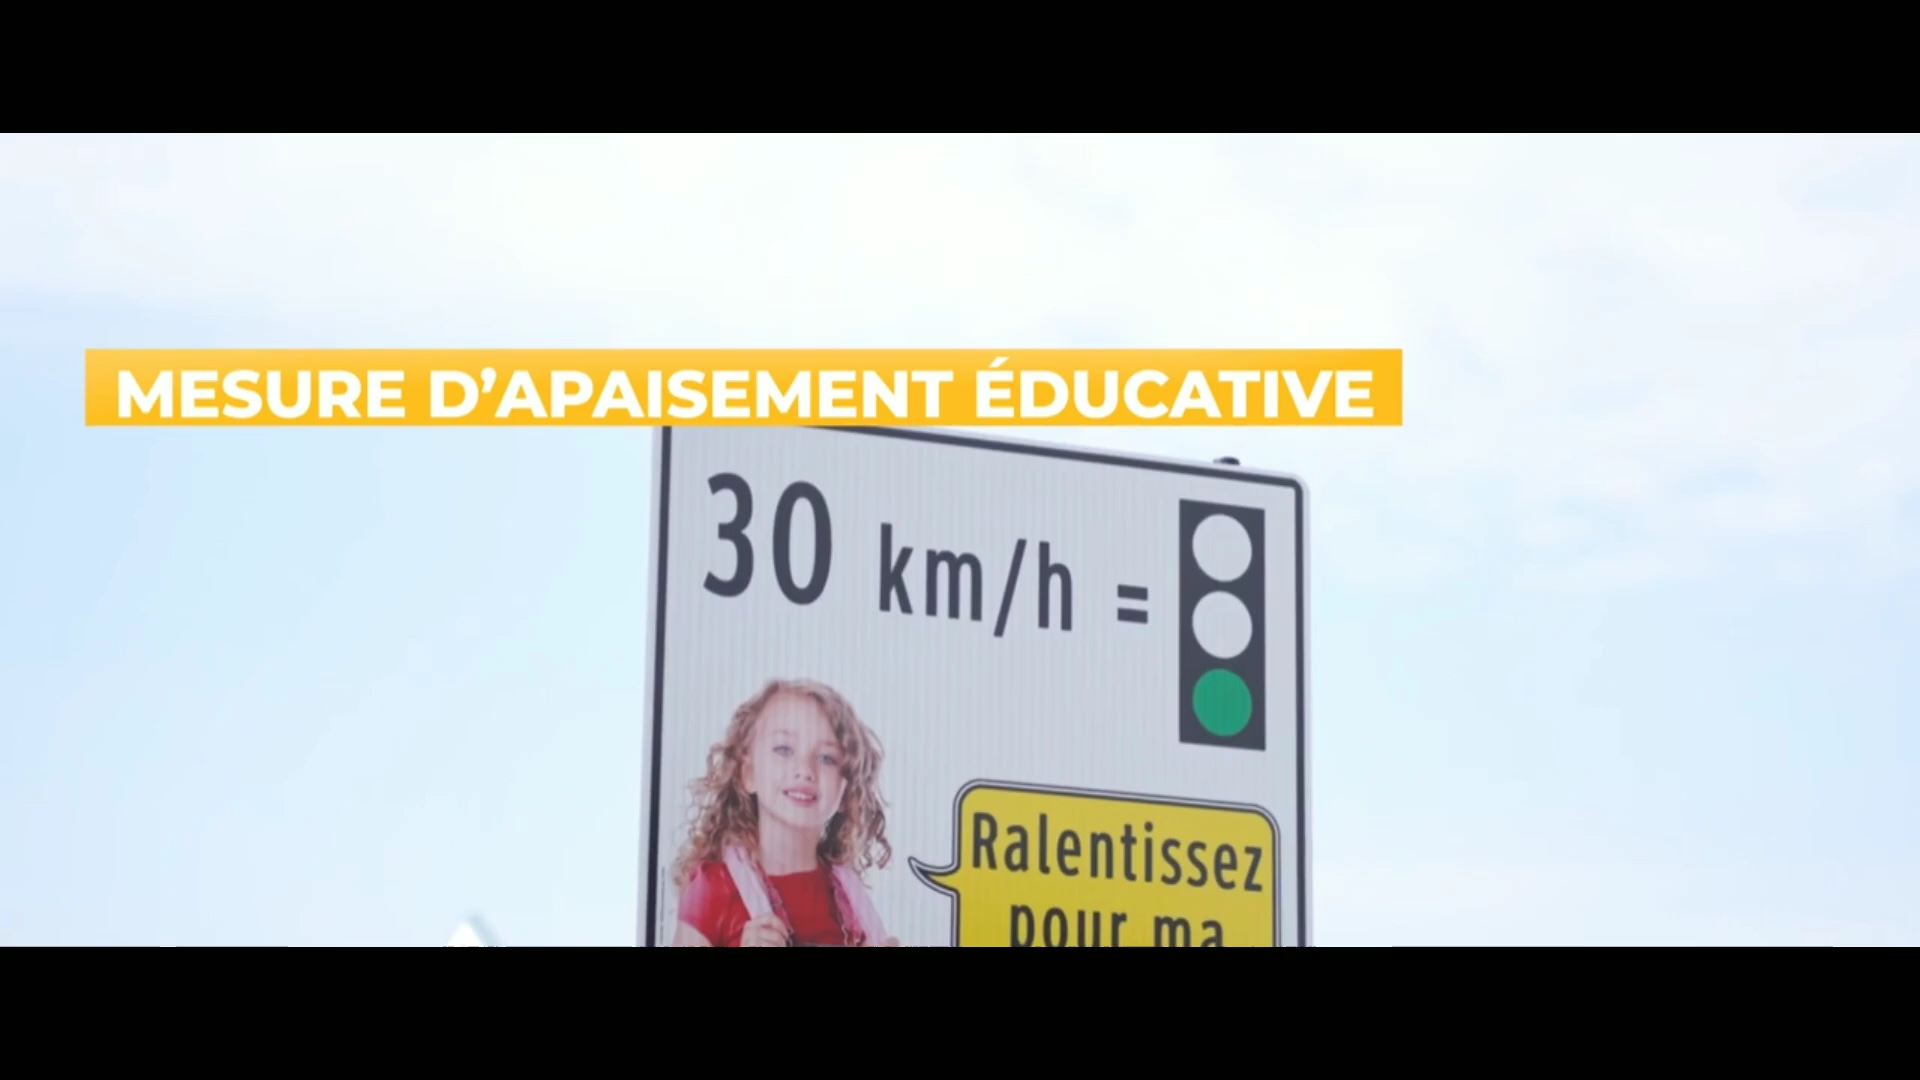 MESURE D’APAISEMENT ÉDUCATIVE
30 km/h =
Ralentissez
pour ma